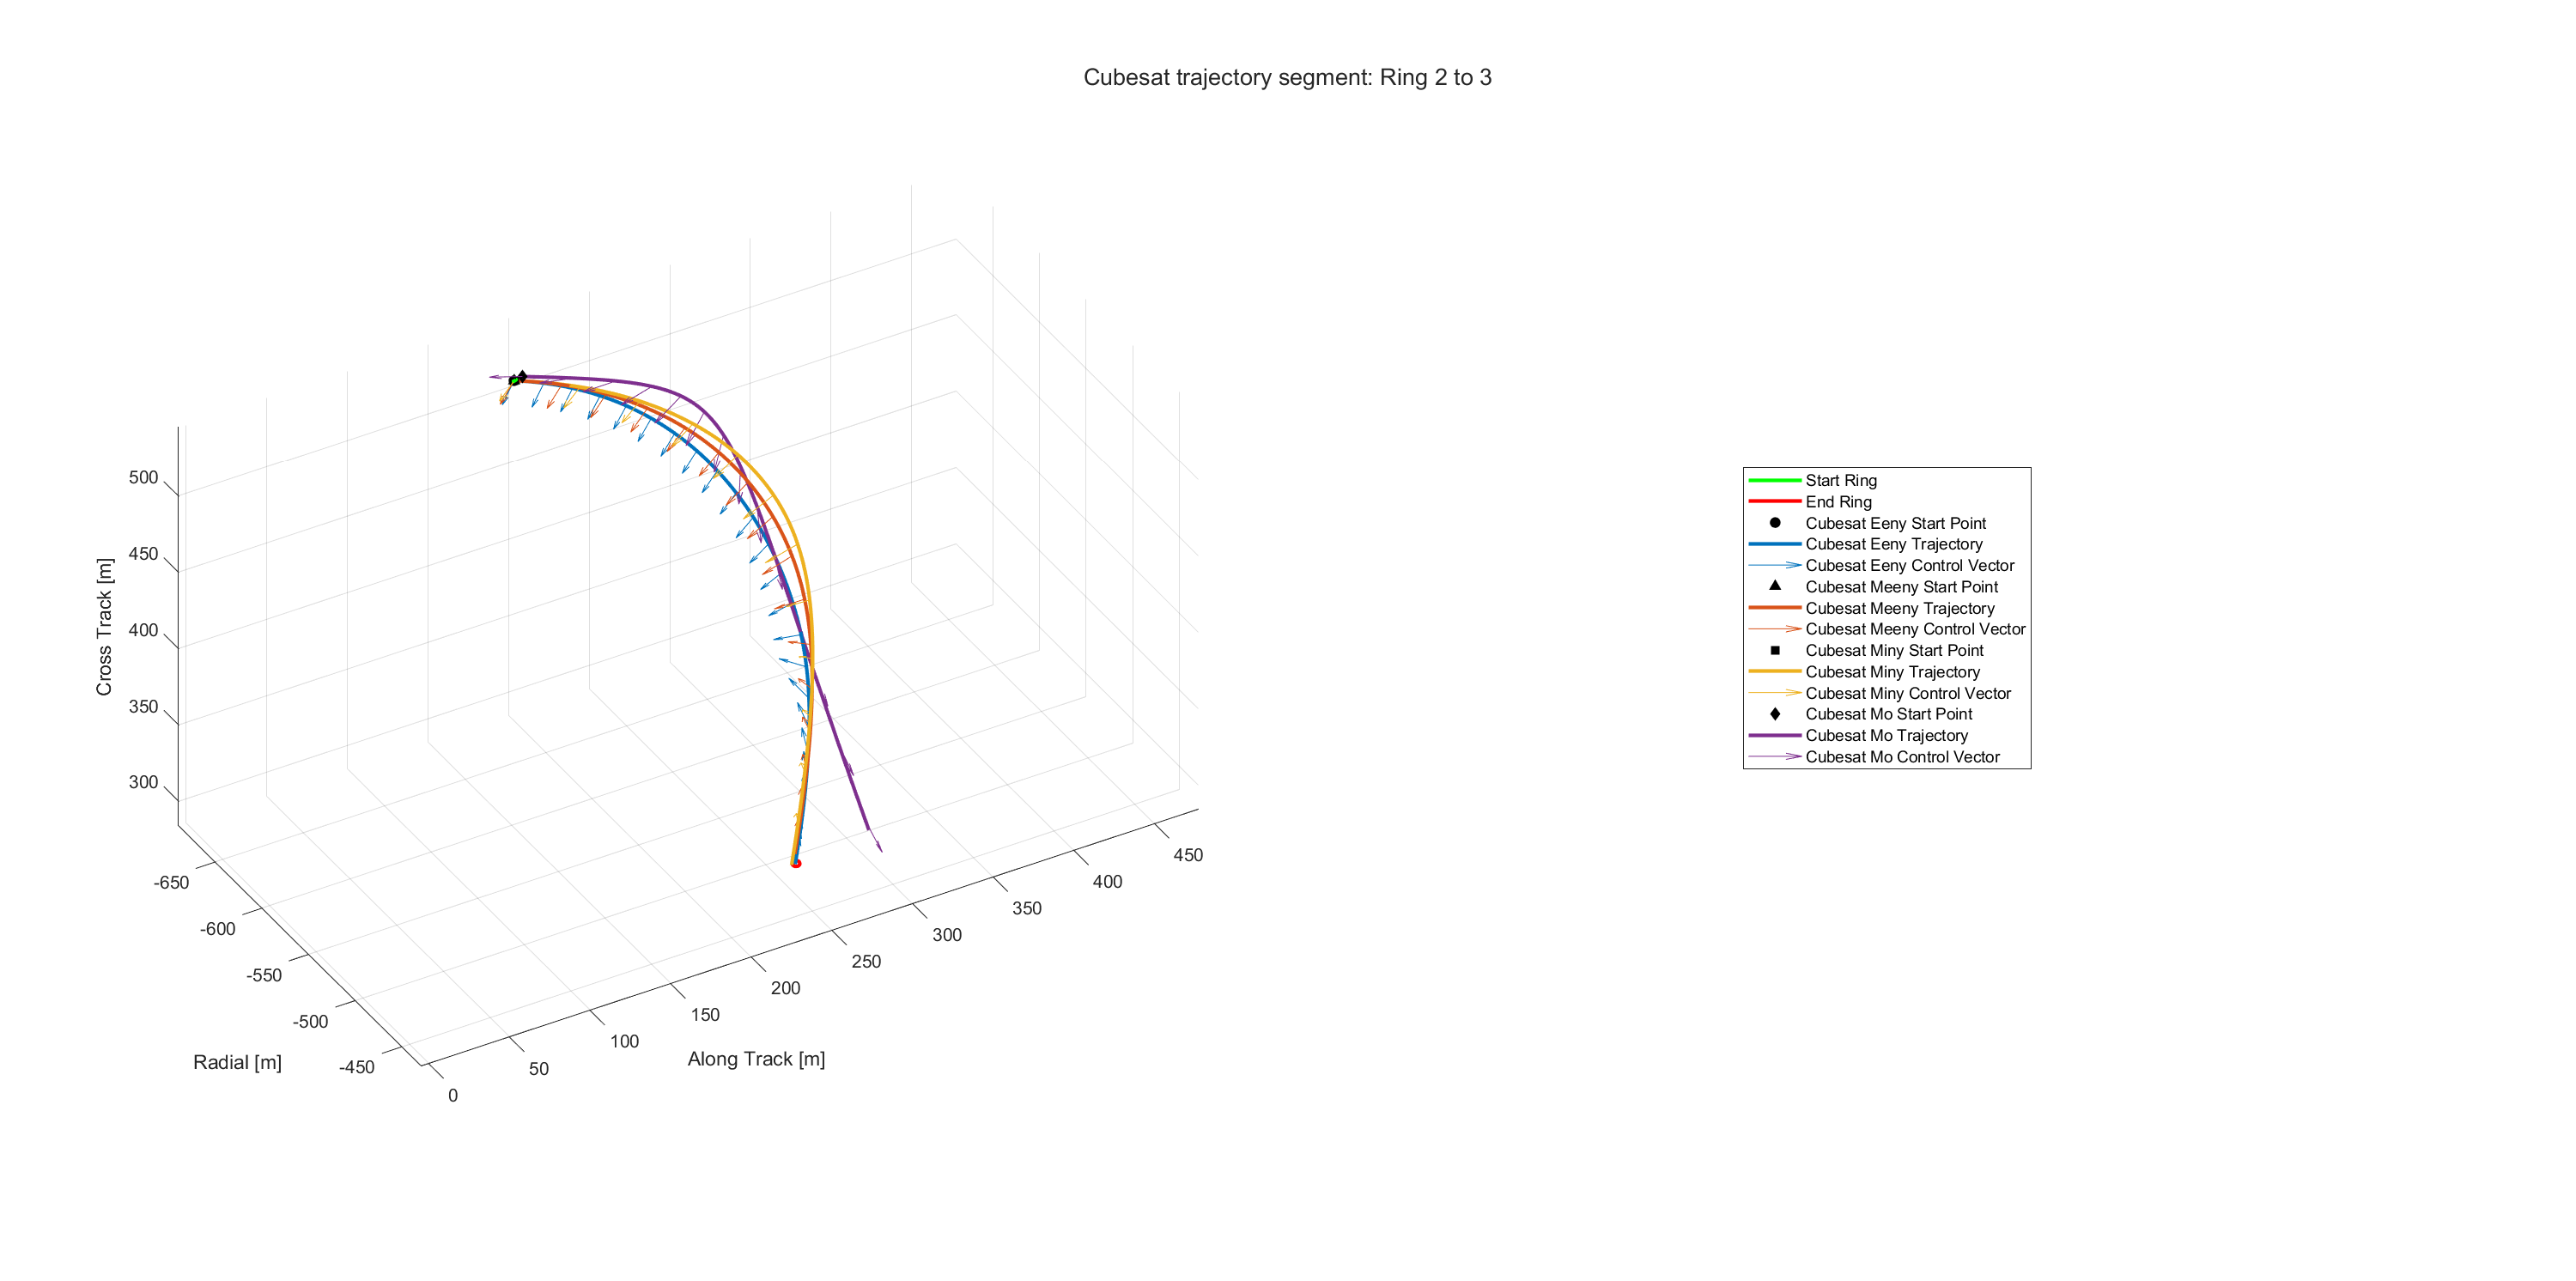 Cubesat trajectory segment: Ring 2 to 3
500
450
400
350
300
Cross Track [m]
-650
-600
-550
-500
-450
Radial [m]
0
50
100
150
200
250
300
350
400
450
Along Track [m]
Start Ring
End Ring
Cubesat Eeny Start Point
Cubesat Eeny Trajectory
Cubesat Eeny Control Vector
Cubesat Meeny Start Point
Cubesat Meeny Trajectory
Cubesat Meeny Control Vector
Cubesat Miny Start Point
Cubesat Miny Trajectory
Cubesat Miny Control Vector
Cubesat Mo Start Point
Cubesat Mo Trajectory
Cubesat Mo Control Vector